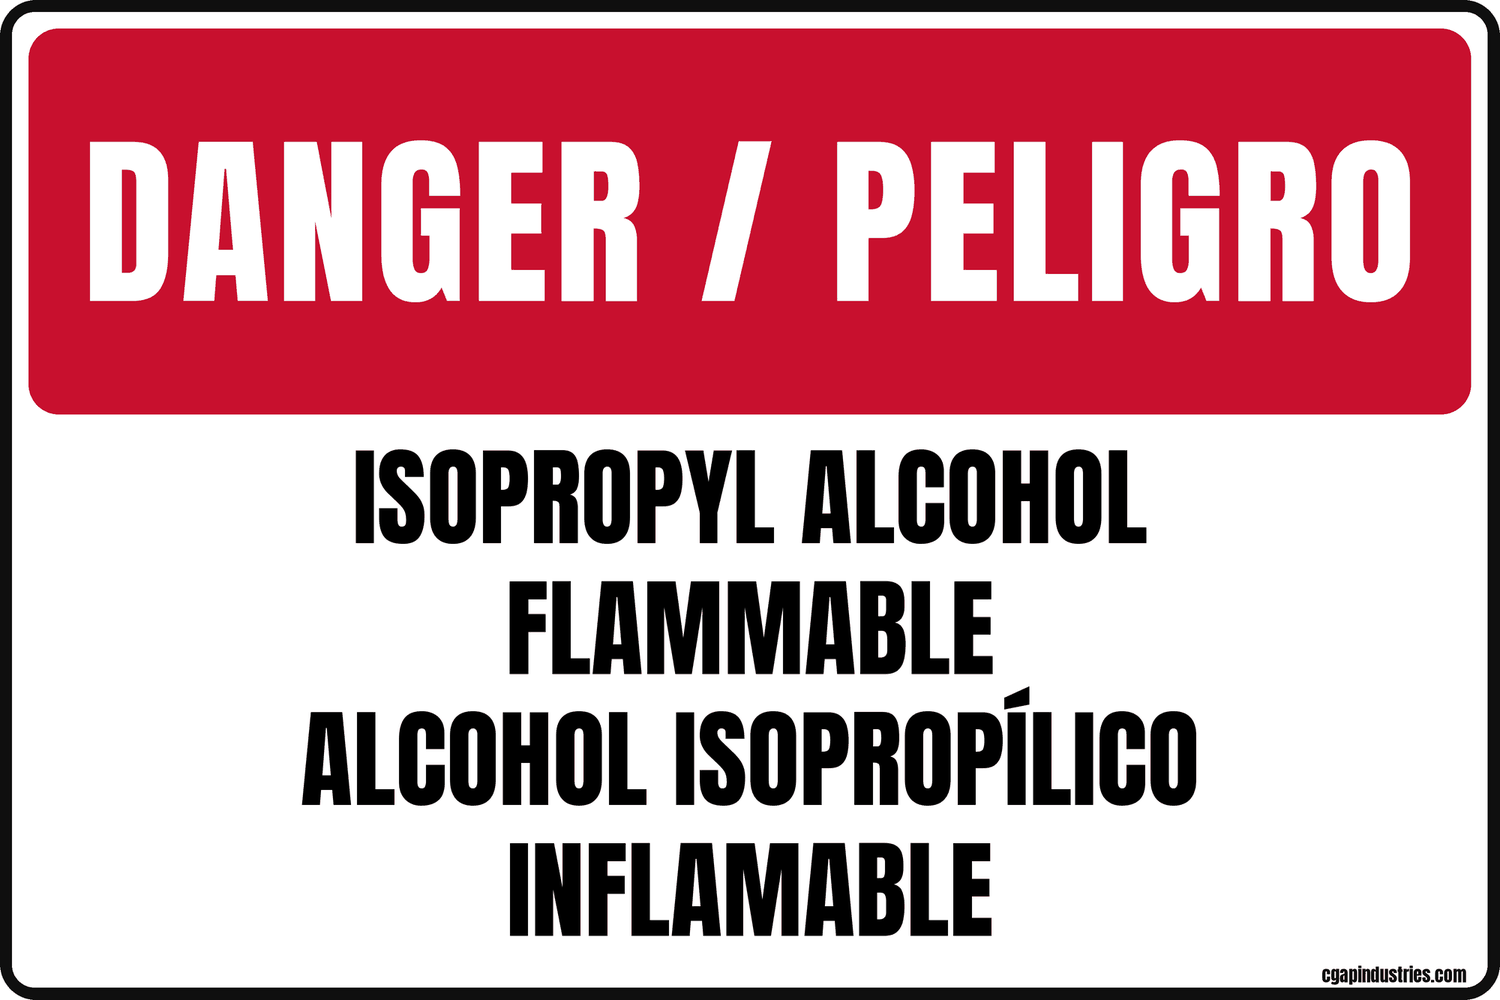 DANGER / PELIGRO
ISOPROPYL ALCOHOL
FLAMMABLE
ALCOHOL ISOPROPÍLICO
INFLAMABLE
cgapindustries.com